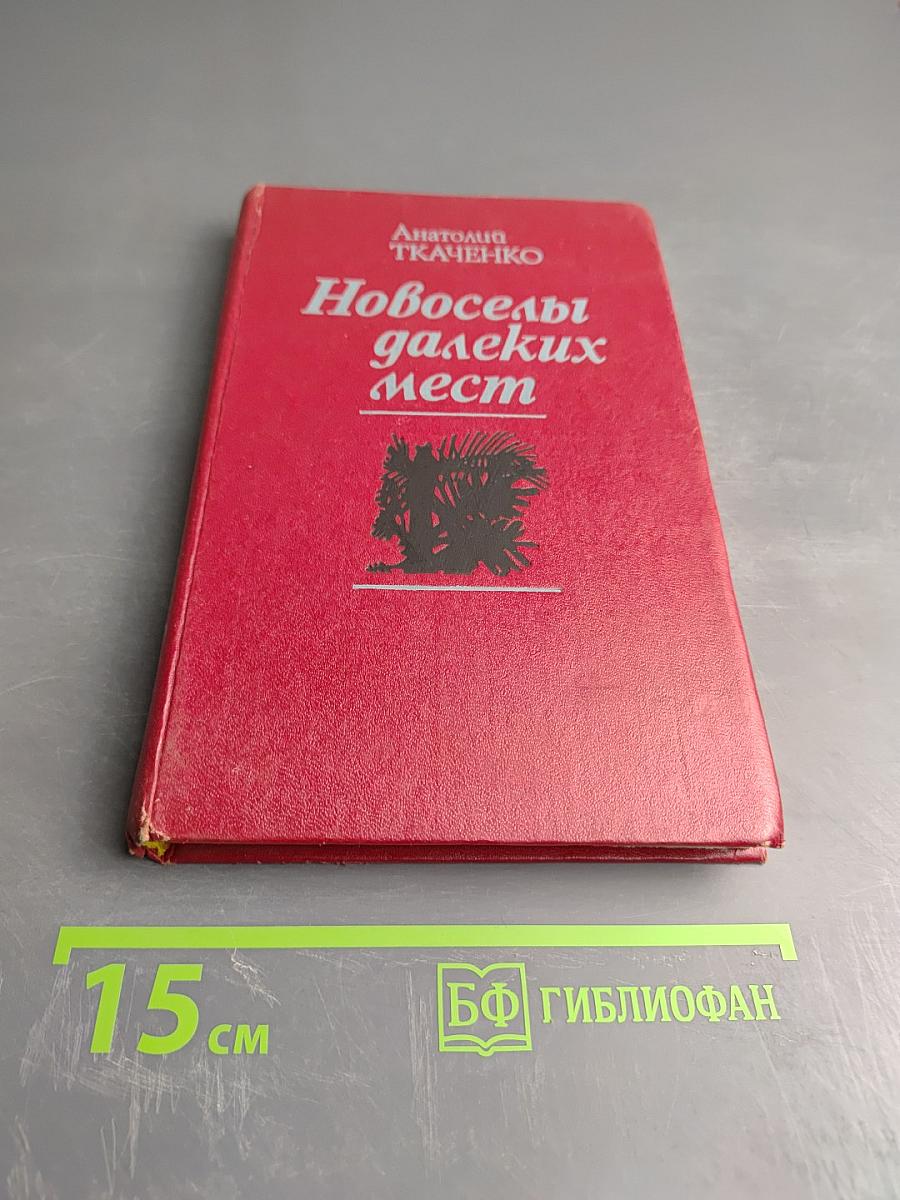 Анатолий
ТКАЧЕНКО
Новоселы
далеких
мест
15 см
БФ
ГИБЛИОФАН